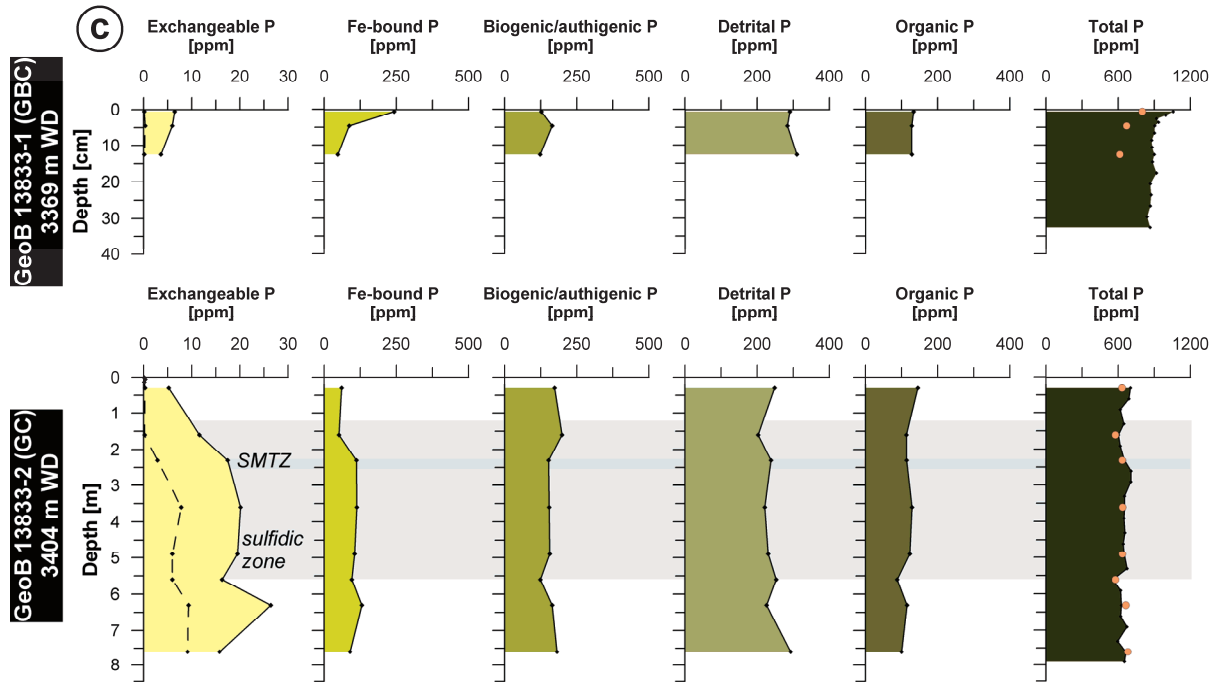 C
Exchangeable P
[ppm]
0 10 20 30
Fe-bound P
[ppm]
0 250 500
Biogenic/authigenic P
[ppm]
0 250 500
Detrital P
[ppm]
0 200 400
Organic P
[ppm]
0 200 400
Total P
[ppm]
0 600 1200
GeoB 13833-1 (GBC)
3369 m WD
Depth [cm]
0
10
20
30
40
Exchangeable P
[ppm]
0 10 20 30
Fe-bound P
[ppm]
0 250 500
Biogenic/authigenic P
[ppm]
0 250 500
Detrital P
[ppm]
0 200 400
Organic P
[ppm]
0 200 400
Total P
[ppm]
0 600 1200
GeoB 13833-2 (GC)
3404 m WD
Depth [m]
0
1
2
3
4
5
6
7
8
SMTZ
sulfidic
zone